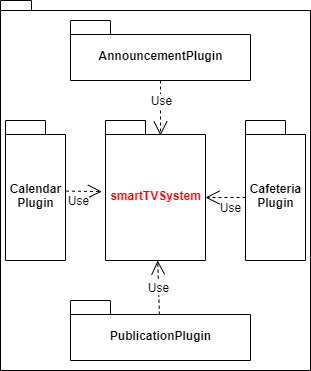 AnnouncementPlugin
Use
Calendar
Plugin
Use
smartTVSystem
Use
Cafeteria
Plugin
Use
PublicationPlugin